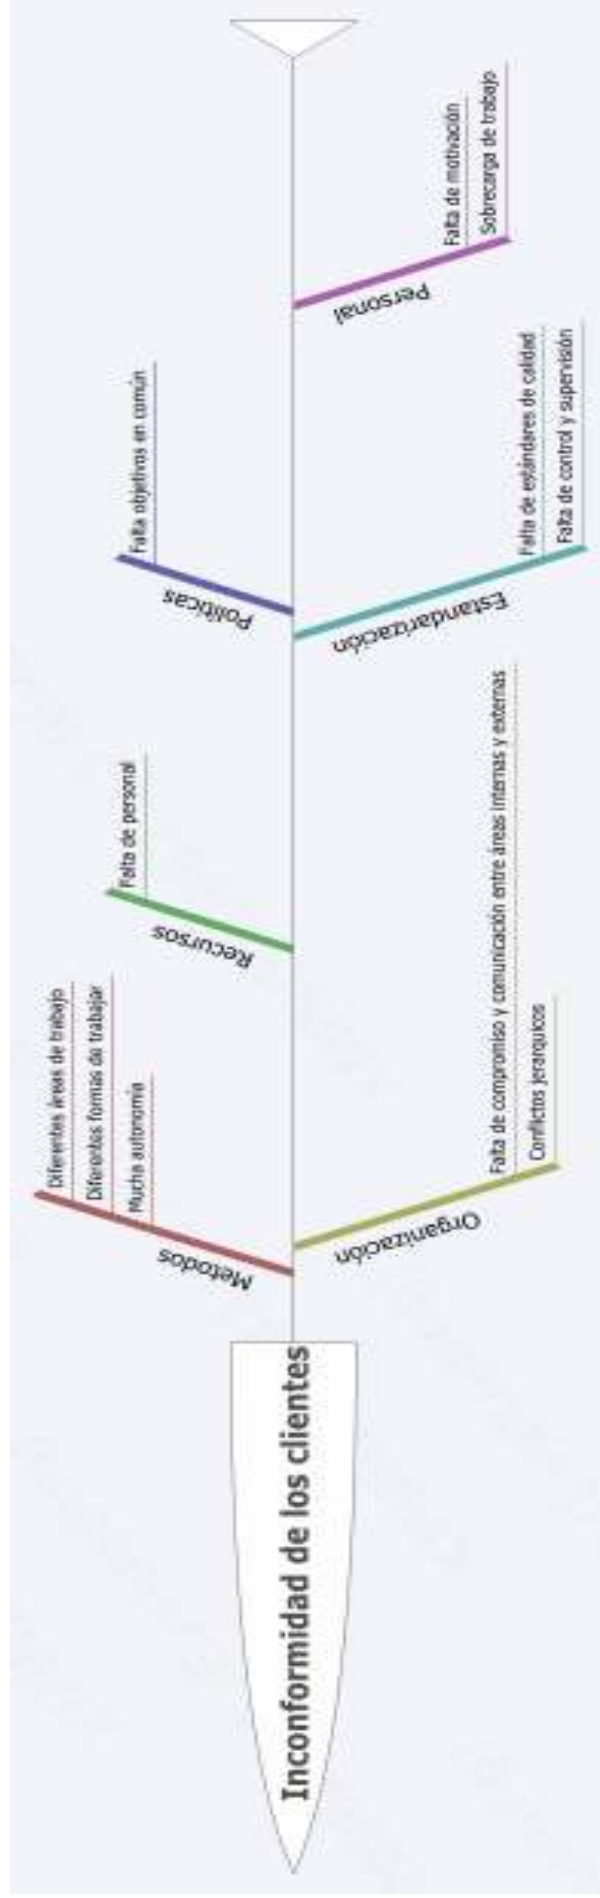 Inconformidad de los clientes
Metodos
Diferentes áreas de trabajo
Diferentes formas de trabajar
Mucha autonomía
Recursos
Falta de personal
Políticas
Falta objetivos en común
Organización
Falta de compromiso y comunicación entre áreas internas y externas
Conflictos jerarquicos
Estandarización
Falta de estándares de calidad
Falta de control y supervisión
Personal
Falta de motivación
Sobrecarga de trabajo